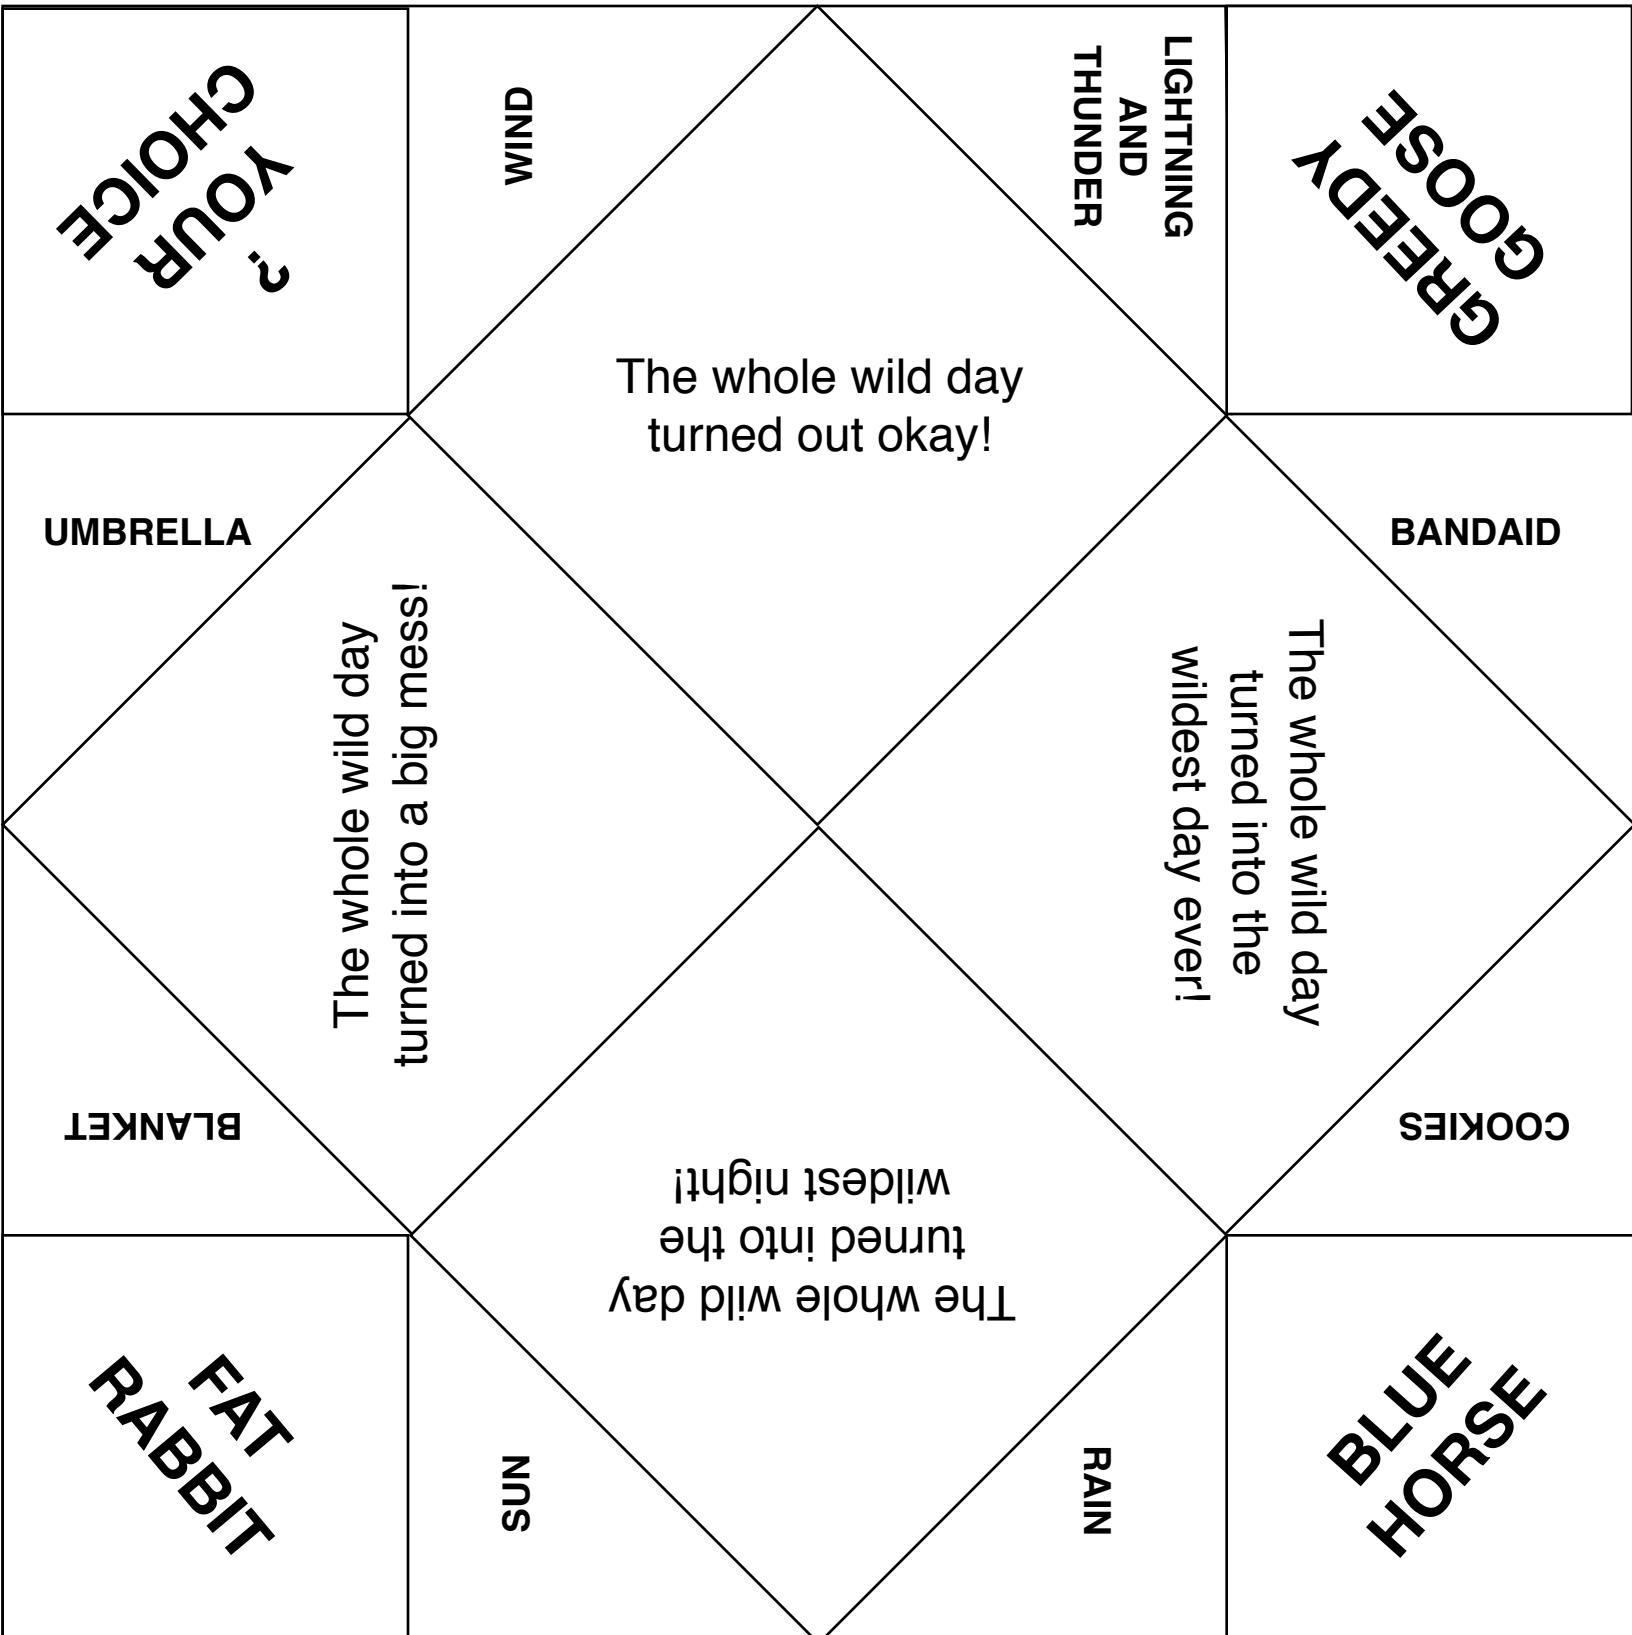 ?
YOUR
CHOICE
WIND
LIGHTNING
AND
THUNDER
GREEDY
GOOSE
The whole wild day
turned out okay!
UMBRELLA
BANDAID
The whole wild day
turned into a big mess!
The whole wild day
turned into the
wildest day ever!
BLANKET
COOKIES
The whole wild day
turned into the
wildest night!
FAT
RABBIT
SUN
RAIN
BLUE
HORSE